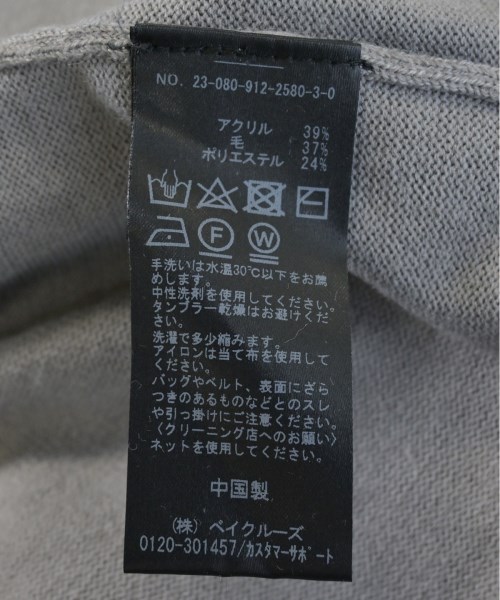 NO. 23-080-912-2580-3-0
アクリル 39%
毛 37%
ポリエステル 24%
F W
手洗いは水温30℃以下をお薦
めします。
中性洗剤を使用してください。
タンブラー乾燥はお避けくだ
さい。
洗濯で多少縮みます。
アイロンは当て布を使用して
ください。
バッグやベルト、表面にざら
つきのあるものなどとのスレ
や引っ掛けにご注意ください。
〈クリーニング店へのお願い〉
ネットを使用してください。
中国製
(株) ベイクルーズ
0120-301457/カスタマーサポート